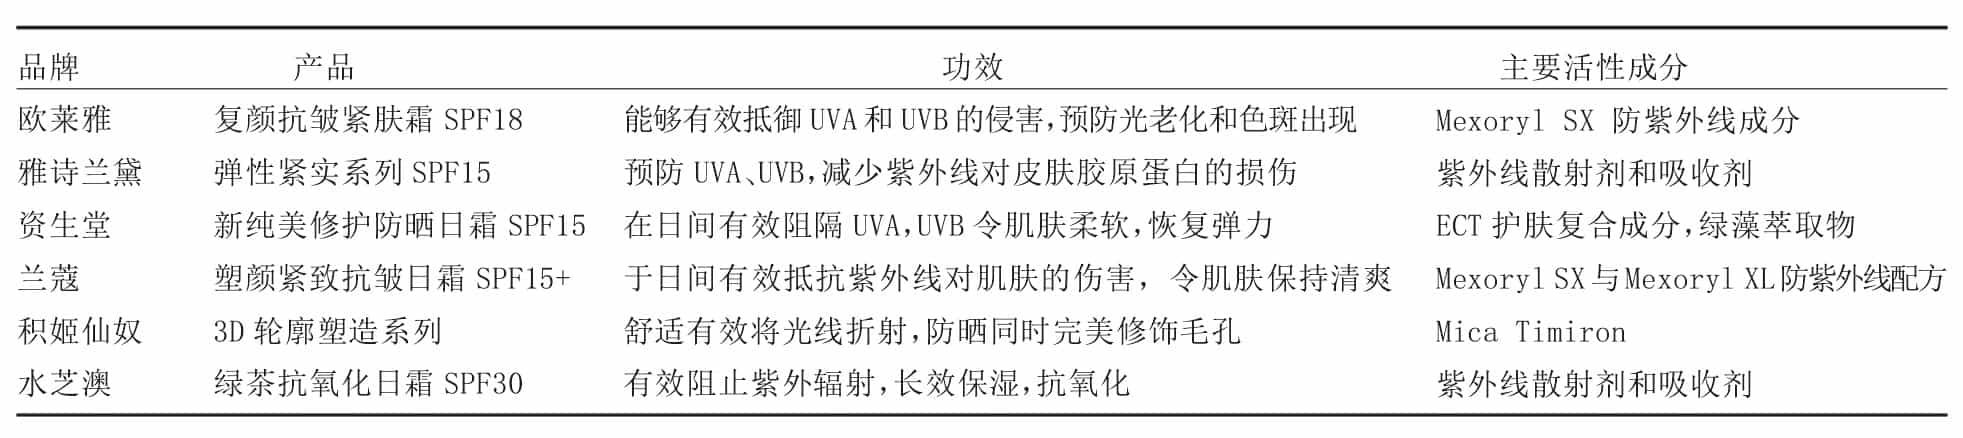 品牌 产品 功效 主要活性成分
欧莱雅 复颜抗皱紧肤霜 SPF18 能够有效抵御 UVA 和 UVB 的侵害,预防光老化和色斑出现 Mexoryl SX 防紫外线成分
雅诗兰黛 弹性紧实系列 SPF15 预防 UVA、UVB,减少紫外线对皮肤胶原蛋白的损伤 紫外线散射剂和吸收剂
资生堂 新纯美修护防晒日霜 SPF15 在日间有效阻隔 UVA,UVB 令肌肤柔软,恢复弹力 ECT 护肤复合成分,绿藻萃取物
兰蔻 塑颜紧致抗皱日霜 SPF15+ 于日间有效抵抗紫外线对肌肤的伤害, 令肌肤保持清爽 Mexoryl SX 与 Mexoryl XL 防紫外线配方
积姬仙奴 3D 轮廓塑造系列 舒适有效将光线折射,防晒同时完美修饰毛孔 Mica Timiron
水芝澳 绿茶抗氧化日霜 SPF30 有效阻止紫外辐射,长效保湿,抗氧化 紫外线散射剂和吸收剂